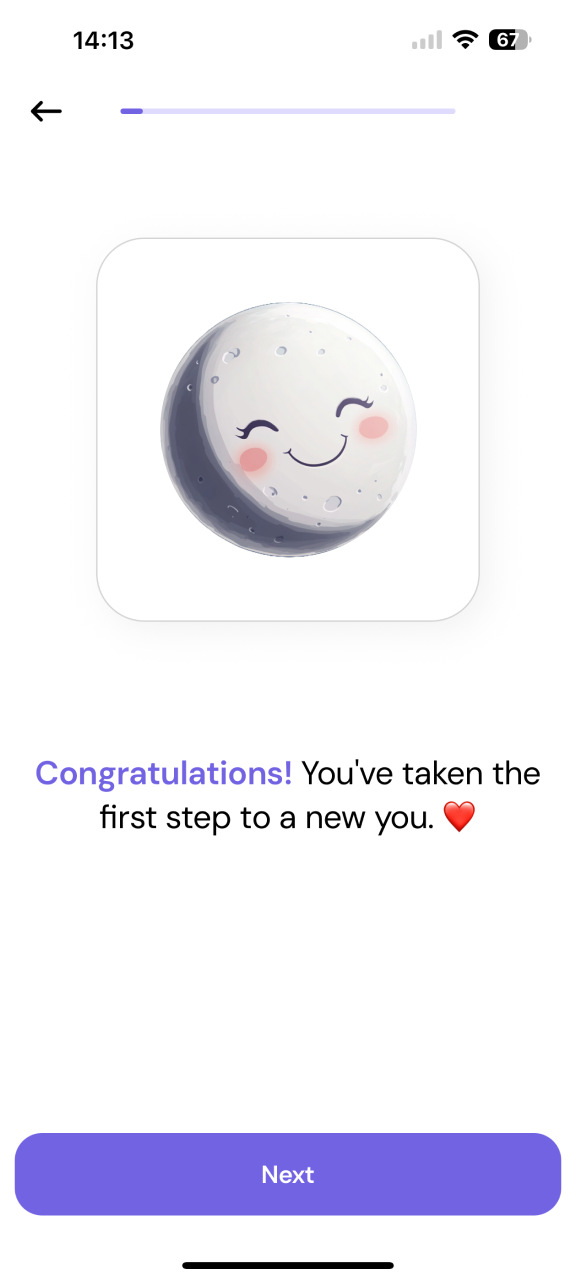 14:13
67
Congratulations! You've taken the
first step to a new you. ❤️
Next